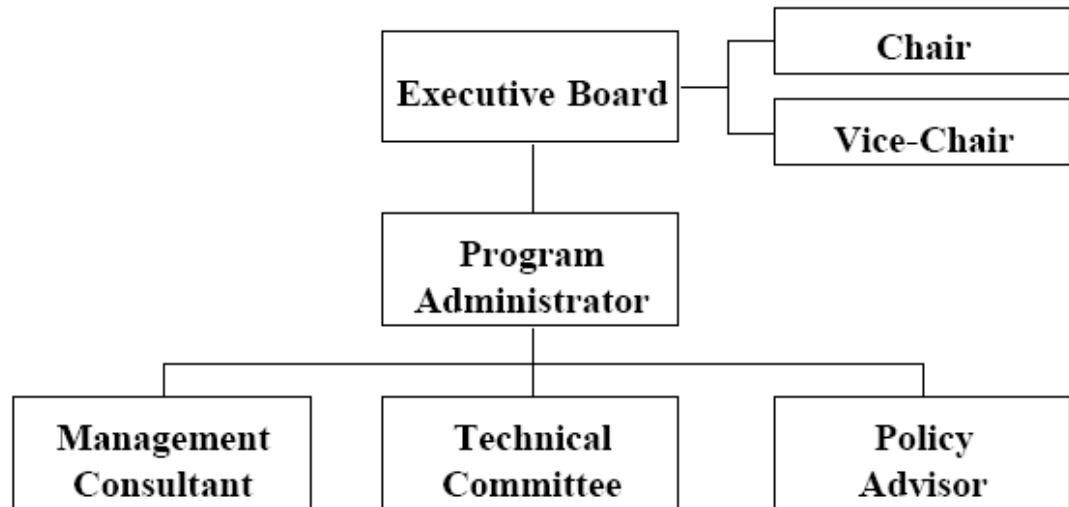 Chair
Executive Board
Vice-Chair
Program
Administrator
Management
Consultant
Technical
Committee
Policy
Advisor